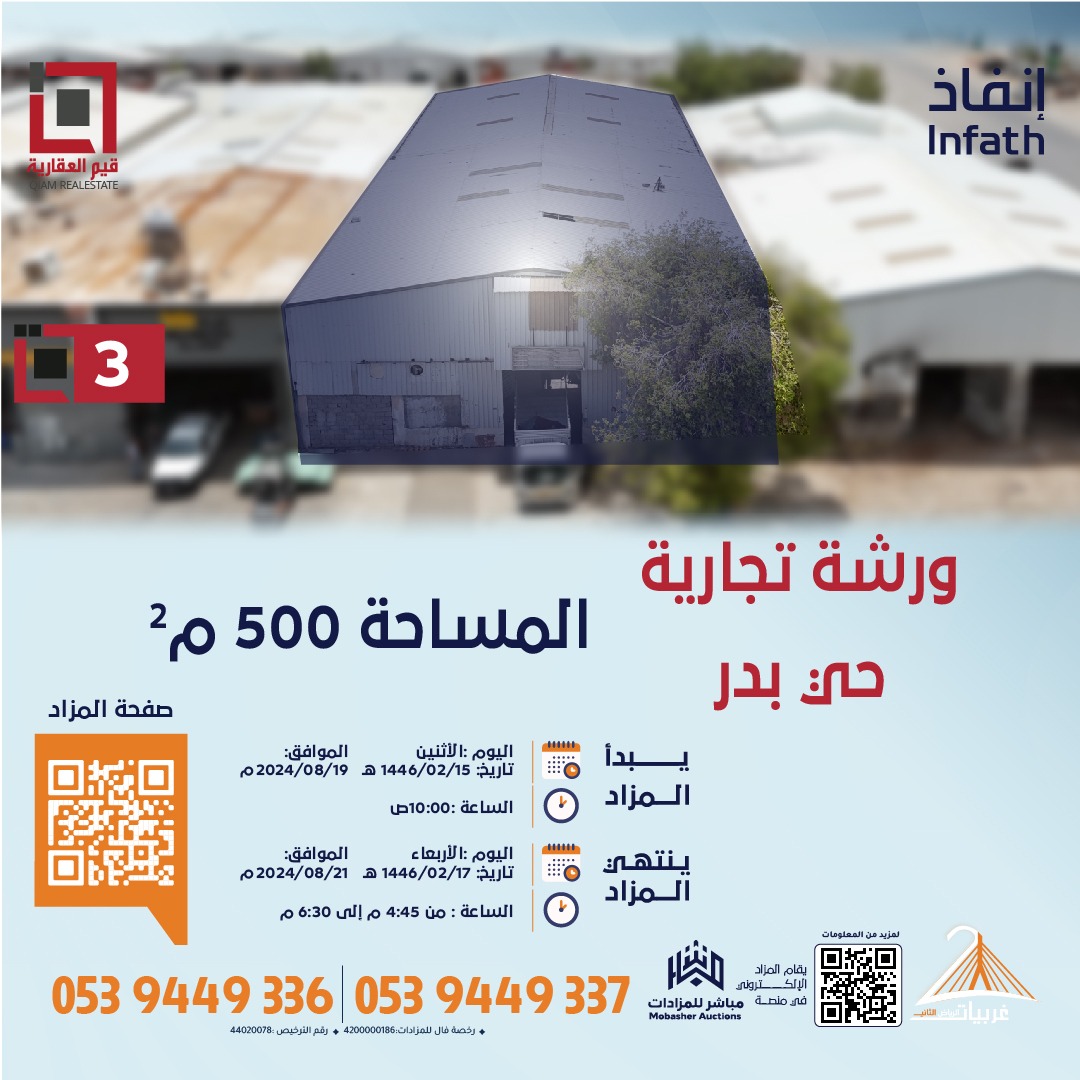 إنفاذ
Infath
قيم العقارية
QIAM REALESTATE
3
ورشة تجارية
حي بدر
المساحة 500 م²
صفحة المزاد
يبدأ المزاد
اليوم :الأثنين الموافق:
تاريخ: 1446/02/15 هـ 2024/08/19 م
الساعة :10:00ص
ينتهي المزاد
اليوم :الأربعاء الموافق:
تاريخ: 1446/02/17 هـ 2024/08/21 م
الساعة : من 4:45 م إلى 6:30 م
لمزيد من المعلومات
يقام المزاد
الإلكتروني
في منصة
مباشر للمزادات
Mobasher Auctions
غربيات الرياض الثاني
053 9449 336 | 053 9449 337
رخصة فال للمزادات:4200000186 رقم الترخيص :44020078